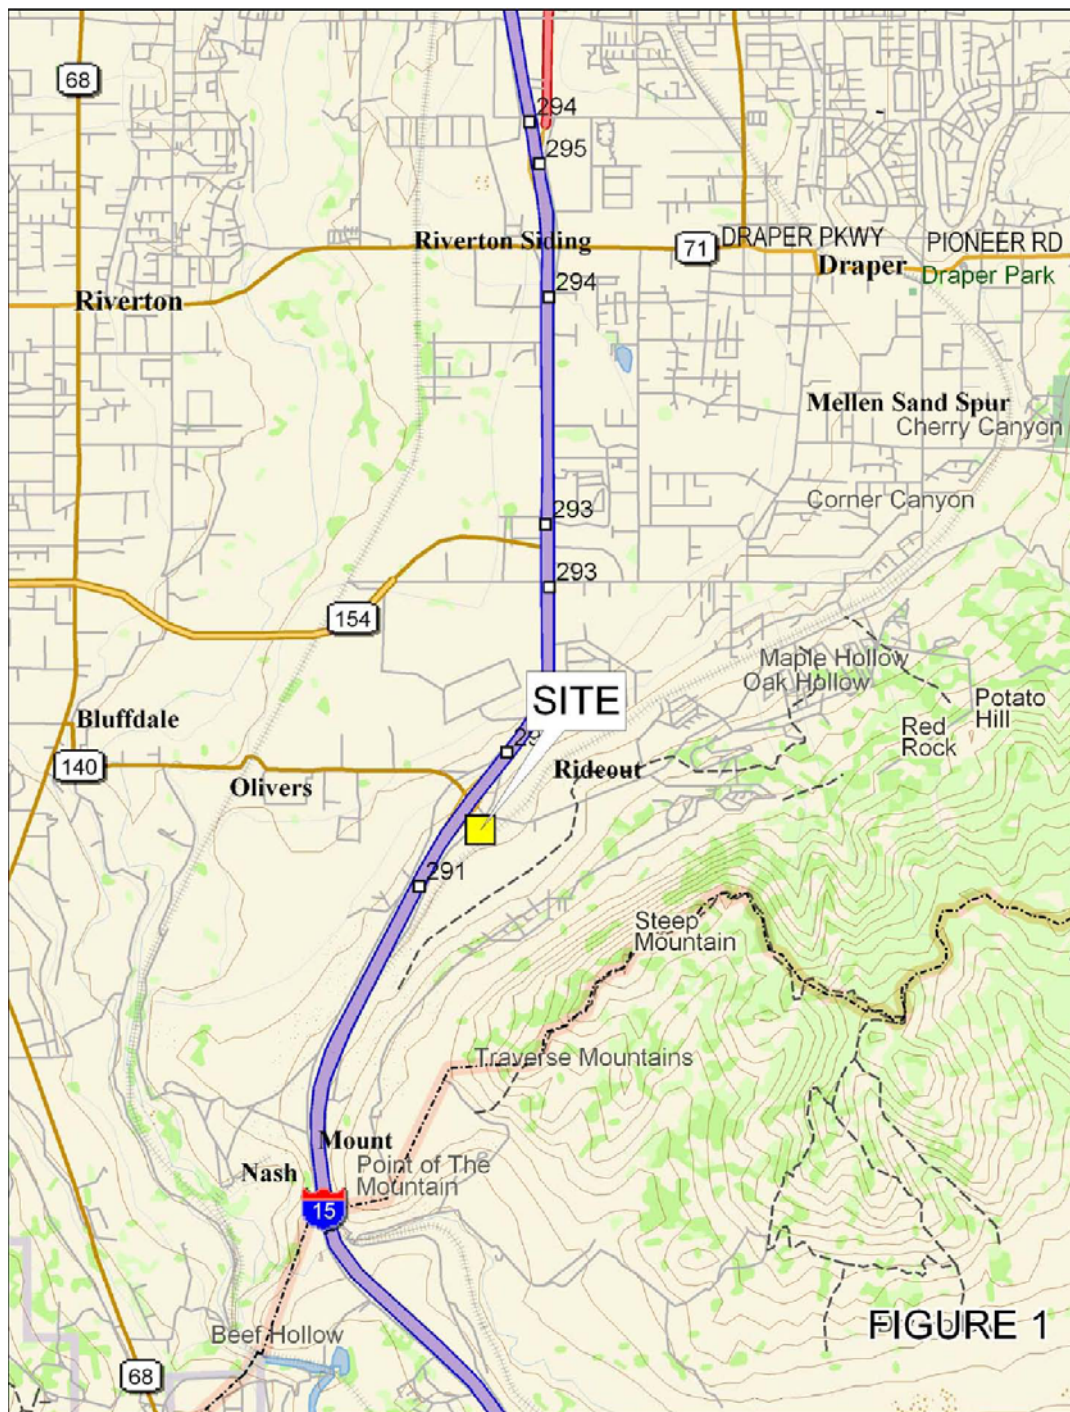 68
294
295
Riverton Siding
71
DRAPER PKWY
PIONEER RD
Draper
Draper Park
294
Riverton
Mellen Sand Spur
Cherry Canyon
Corner Canyon
293
293
154
Maple Hollow
Oak Hollow
Potato
Hill
SITE
Red
Rock
Bluffdale
140
Olivers
Rideout
291
Steep
Mountain
Traverse Mountains
Mount
Nash
Point of The
Mountain
15
Beef Hollow
FIGURE 1
68